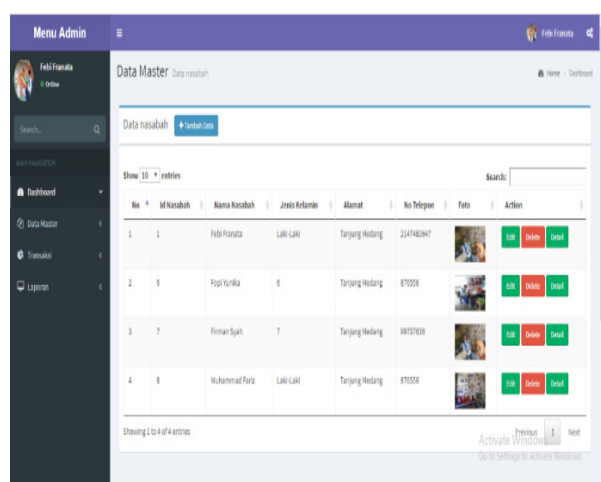 Menu Admin
Febi Franata
Febi Franata
Online
Search...
MAIN NAVIGATION
Dashboard
Data Master
Transaksi
Laporan
Data Master Data nasabah
Home > Dashboard
Data nasabah + Tambah Data
Show 10 entries
Search:
No Id Nasabah Nama Nasabah Jenis Kelamin Alamat No Telepon Foto Action
1 1 Febi Franata Laki-Laki Tanjung Medang 2147483647 Edit Delete Detail
2 6 Fopi Yunika 6 Tanjung Medang 876556 Edit Delete Detail
3 7 Firman Syah 7 Tanjung Medang Edit Delete Detail
4 8 Muhammad Fariz Laki-Laki Tanjung Medang 876556 Edit Delete Detail
Showing 1 to 4 of 4 entries
Previous 1 Next
Activate Windows
Go to Settings to activate Windows.